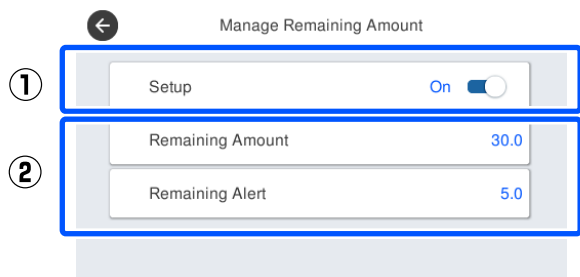 Manage Remaining Amount
① Setup On
② Remaining Amount 30.0
Remaining Alert 5.0